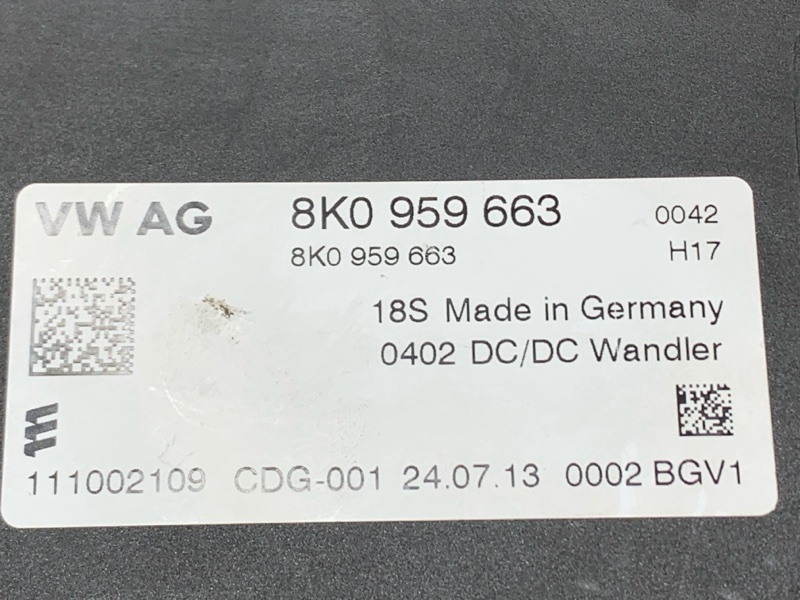 VW AG 8K0 959 663 0042
8K0 959 663 H17
18S Made in Germany
0402 DC/DC Wandler
111002109 CDG-001 24.07.13 0002 BGV1